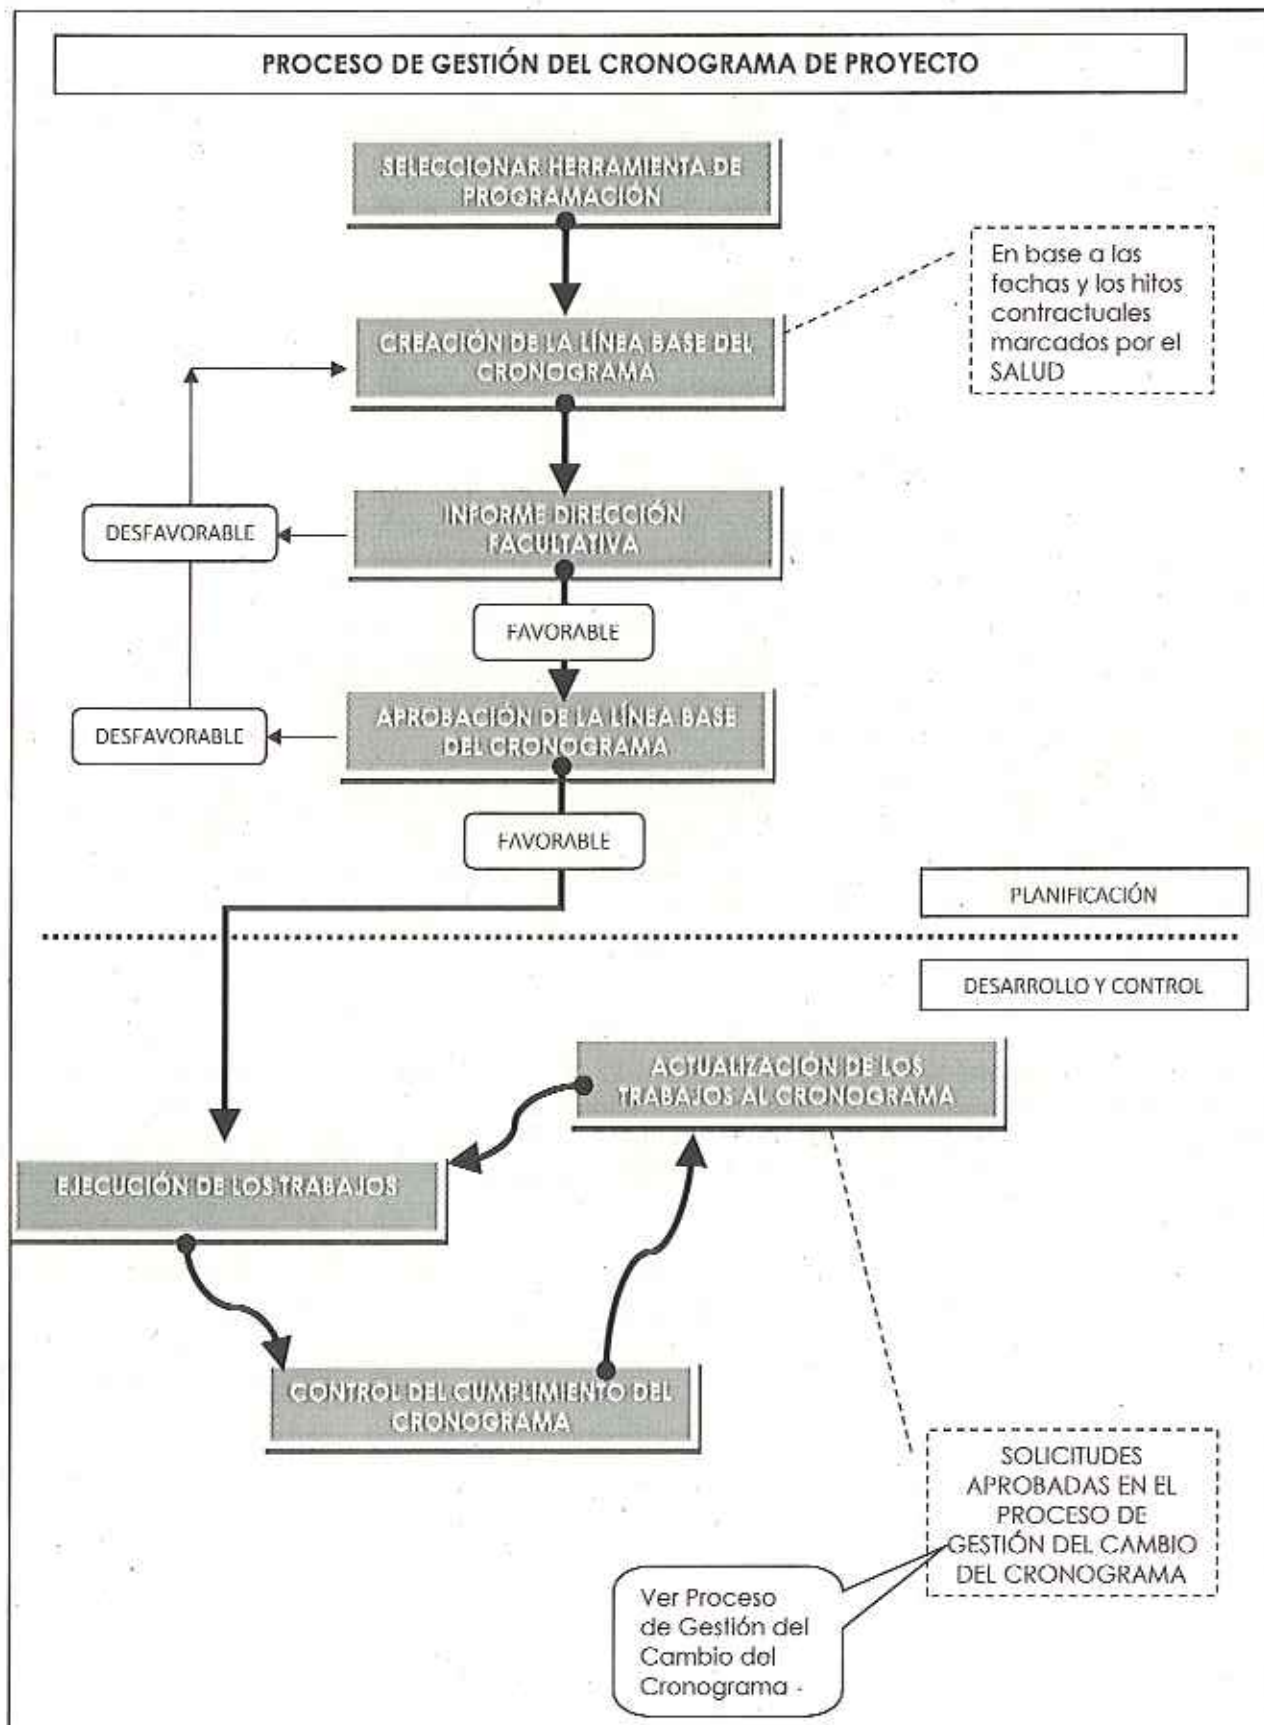 PROCESO DE GESTIÓN DEL CRONOGRAMA DE PROYECTO
SELECCIONAR HERRAMIENTA DE
PROGRAMACIÓN
En base a las
fechas y los hitos
contractuales
marcados por el
SALUD
CREACIÓN DE LA LÍNEA BASE DEL
CRONOGRAMA
INFORME DIRECCIÓN
FACULTATIVA
DESFAVORABLE
FAVORABLE
APROBACIÓN DE LA LÍNEA BASE
DEL CRONOGRAMA
DESFAVORABLE
FAVORABLE
PLANIFICACIÓN
DESARROLLO Y CONTROL
ACTUALIZACIÓN DE LOS
TRABAJOS AL CRONOGRAMA
EJECUCIÓN DE LOS TRABAJOS
CONTROL DEL CUMPLIMIENTO DEL
CRONOGRAMA
SOLICITUDES
APROBADAS EN EL
PROCESO DE
GESTIÓN DEL CAMBIO
DEL CRONOGRAMA
Ver Proceso
de Gestión del
Cambio del
Cronograma